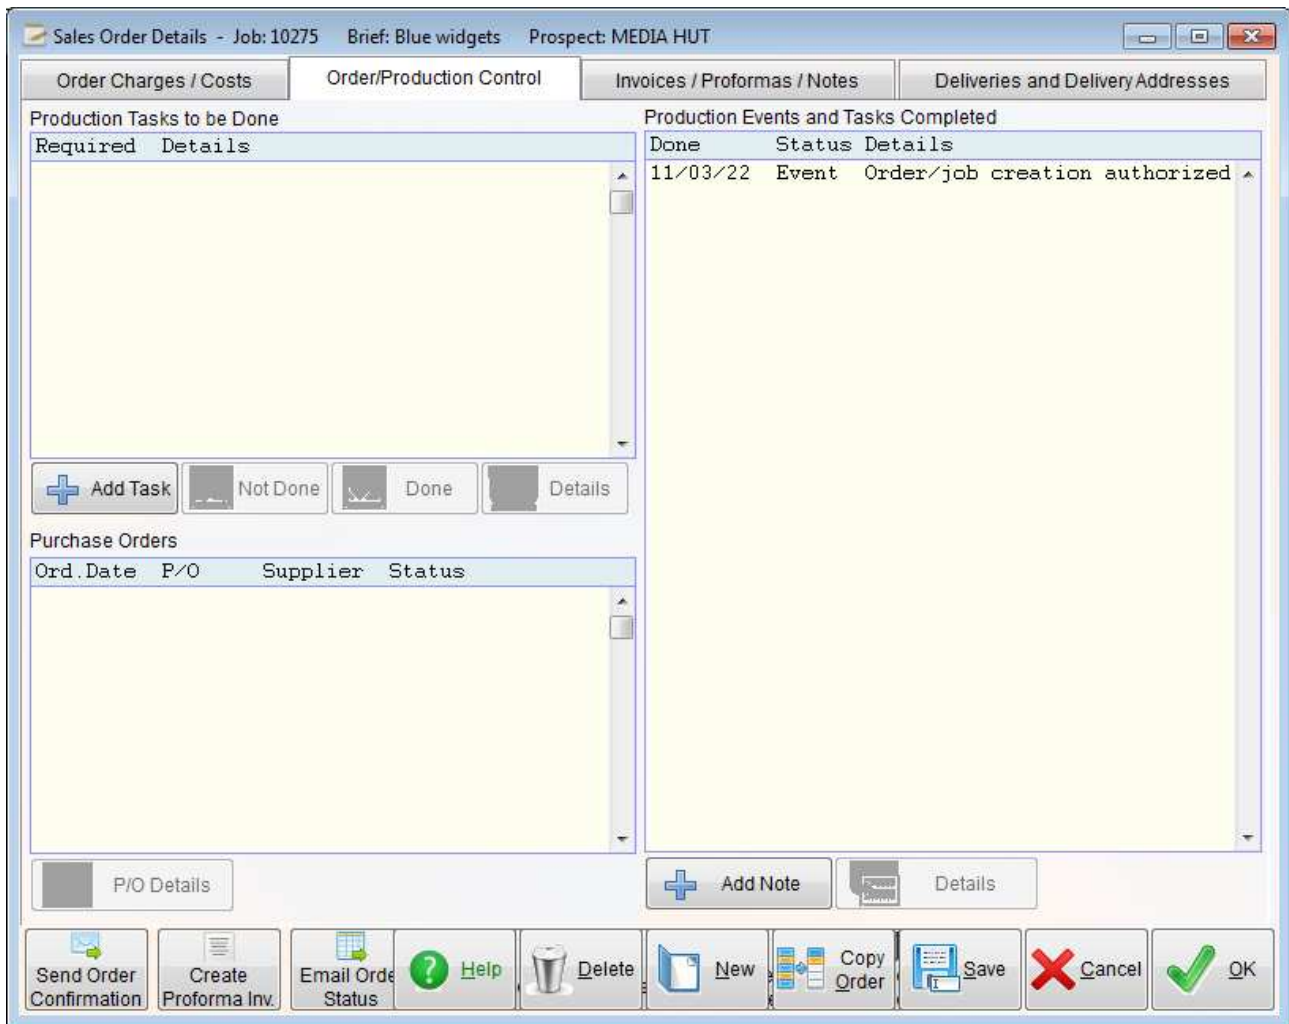 Sales Order Details - Job: 10275 Brief: Blue widgets Prospect: MEDIA HUT
Order Charges / Costs Order/Production Control Invoices / Proformas / Notes Deliveries and Delivery Addresses
Production Tasks to be Done
Required Details
Add Task Not Done Done Details
Purchase Orders
Ord.Date P/O Supplier Status
P/O Details
Production Events and Tasks Completed
Done Status Details
11/03/22 Event Order/job creation authorized
Add Note Details
Send Order Confirmation
Create Proforma Inv.
Email Orde
Status
Help
Delete
New
Copy Order
Save
Cancel
OK